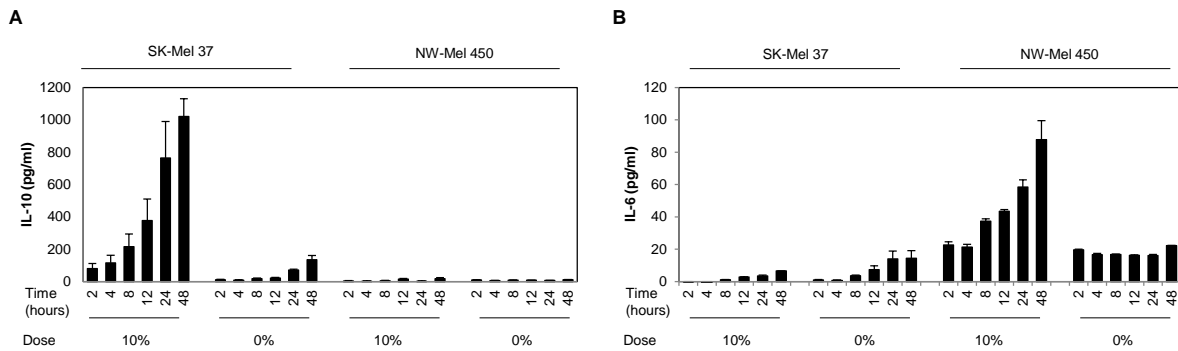 A
SK-Mel 37 NW-Mel 450
1200
1000
800
600
400
200
0
IL-10 (pg/ml)
Time (hours) 2 4 8 12 24 48 2 4 8 12 24 48 2 4 8 12 24 48 2 4 8 12 24 48
Dose 10% 0% 10% 0%
B
SK-Mel 37 NW-Mel 450
120
100
80
60
40
20
0
IL-6 (pg/ml)
Time (hours) 2 4 8 12 24 48 2 4 8 12 24 48 2 4 8 12 24 48 2 4 8 12 24 48
Dose 10% 0% 10% 0%